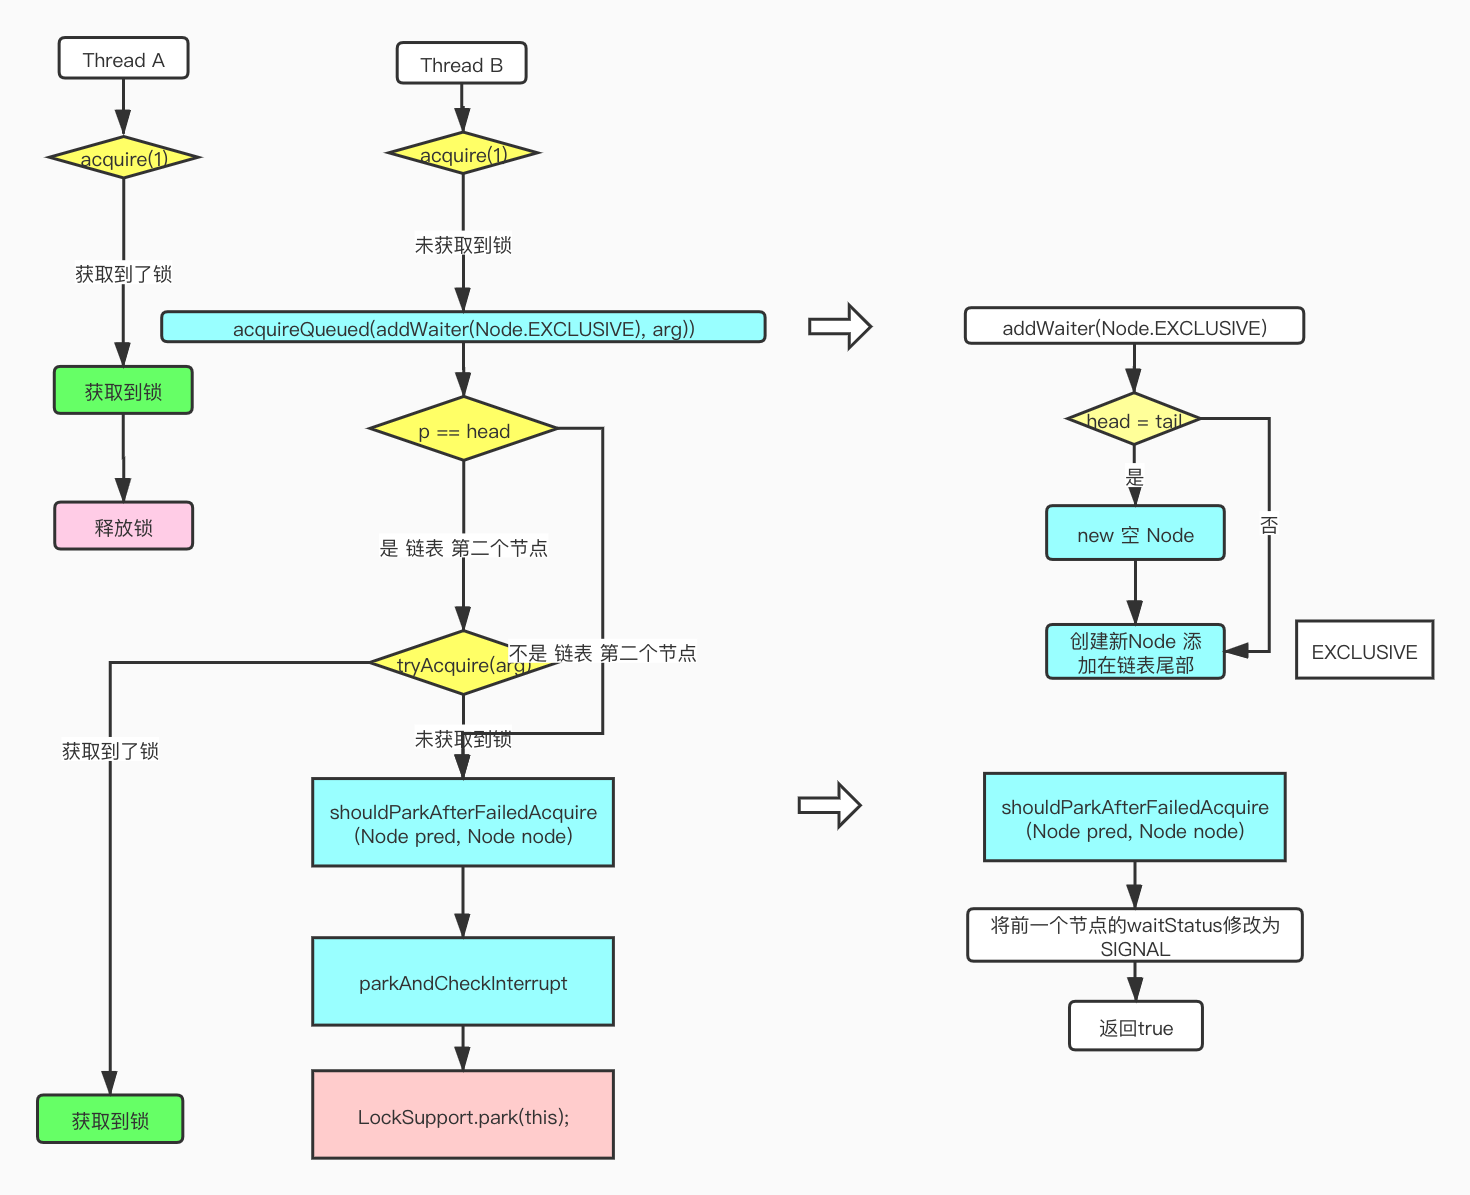 Thread A
acquire(1)
获取到了锁
获取到锁
释放锁
Thread B
acquire(1)
未获取到锁
acquireQueued(addWaiter(Node.EXCLUSIVE), arg))
p == head
是 链表 第二个节点
不是 链表 第二个节点
tryAcquire(arg)
获取到了锁
获取到锁
未获取到锁
shouldParkAfterFailedAcquire
(Node pred, Node node)
parkAndCheckInterrupt
LockSupport.park(this);
addWaiter(Node.EXCLUSIVE)
head = tail
是
否
new 空 Node
创建新Node 添
加在链表尾部
EXCLUSIVE
shouldParkAfterFailedAcquire
(Node pred, Node node)
将前一个节点的waitStatus修改为
SIGNAL
返回true